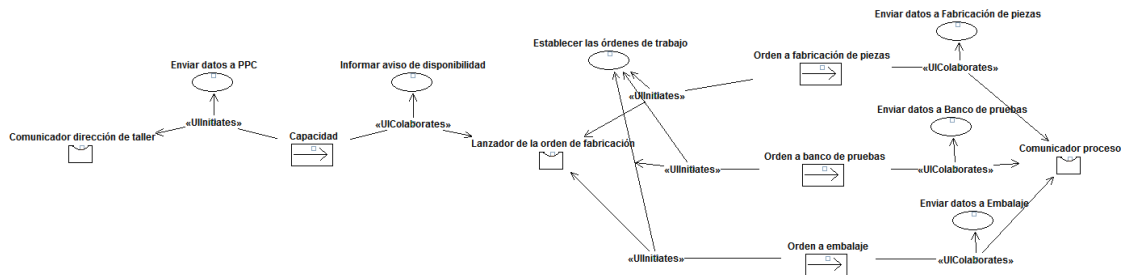 Enviar datos a Fabricación de piezas
Establecer las órdenes de trabajo
Orden a fabricación de piezas
Enviar datos a PPC
Informar aviso de disponibilidad
«UIColaborates»
«UIInitiates»
Enviar datos a Banco de pruebas
«UIInitiates»
«UIColaborates»
Comunicador dirección de taller
Capacidad
Lanzador de la orden de fabricación
Orden a banco de pruebas
Comunicador proceso
«UIInitiates»
«UIColaborates»
Enviar datos a Embalaje
Orden a embalaje
«UIInitiates»
«UIColaborates»